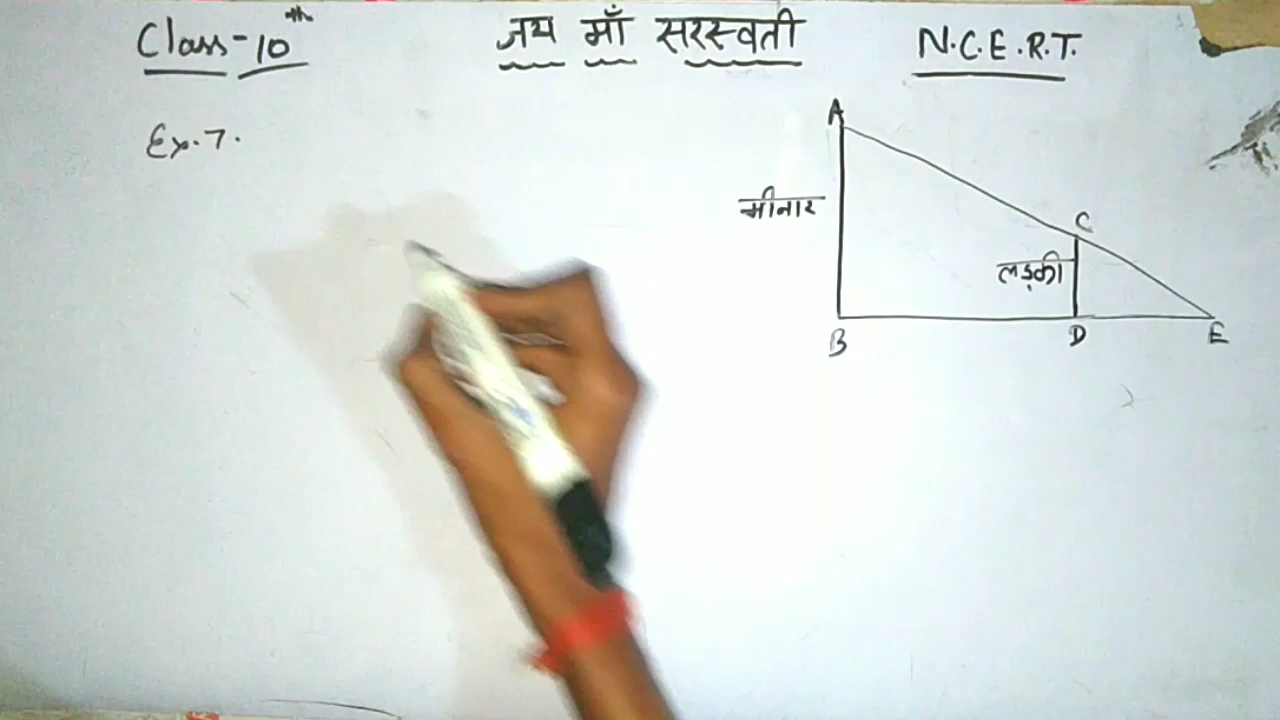 Class-10th
जय माँ सरस्वती
N.C.E.R.T.
Ex.7.
A
मीनार
C
लड़की
B
D
E